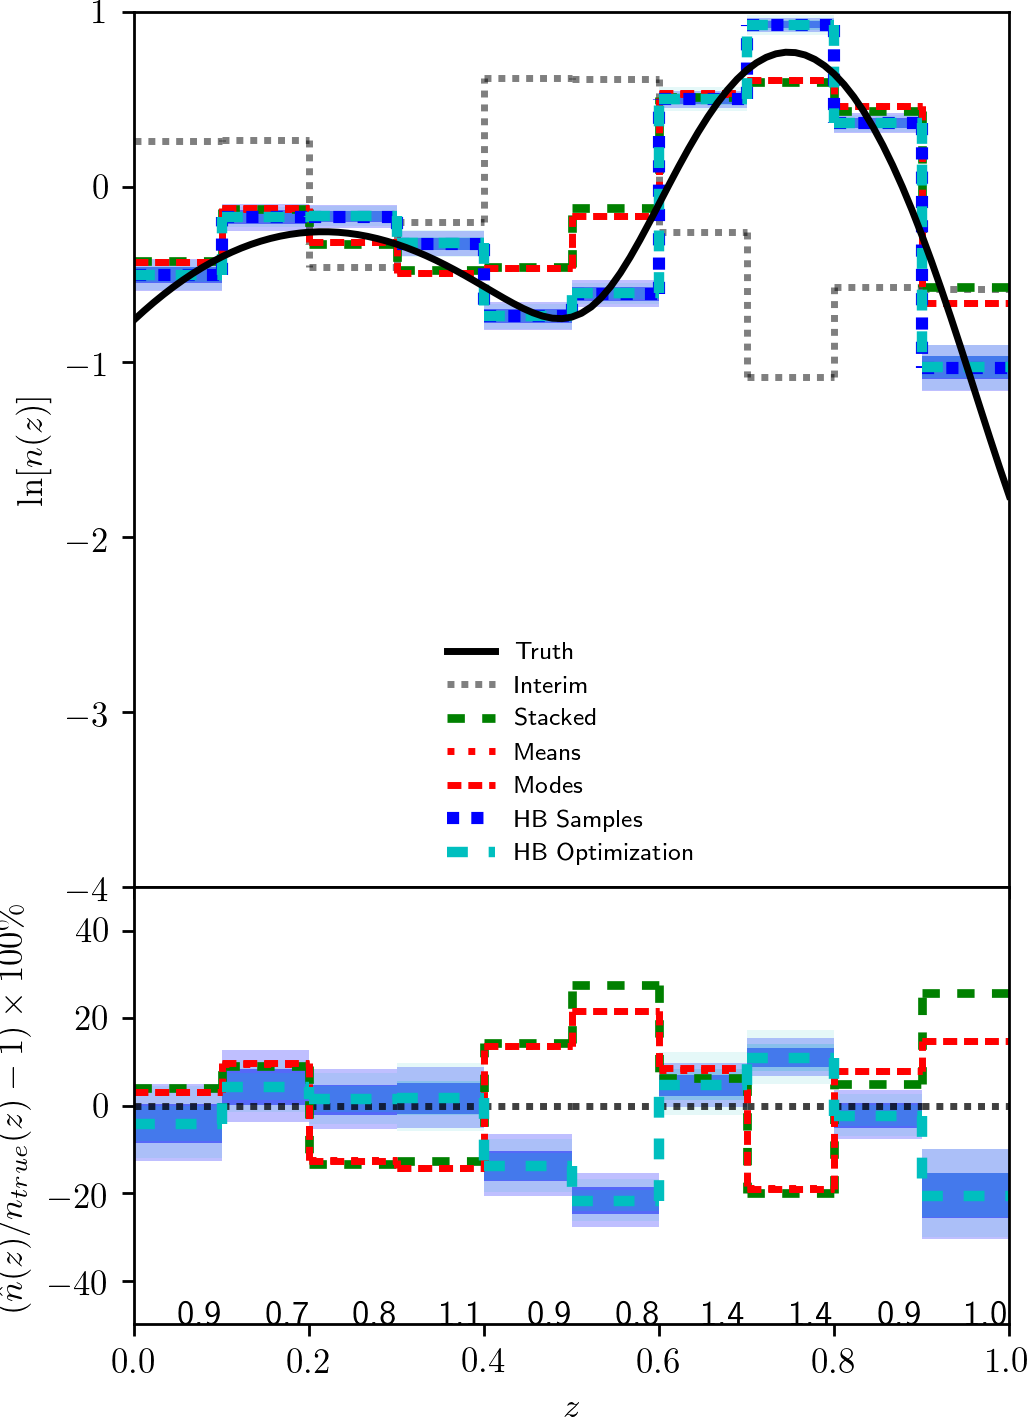 1
0
−1
−2
−3
−4
ln[n(z)]
Truth
Interim
Stacked
Means
Modes
HB Samples
HB Optimization
40
20
0
−20
−40
(n̂(z)/n_{true}(z) − 1) × 100%
0.9 0.7 0.8 1.1 0.9 0.8 1.4 1.4 0.9 1.0
0.0 0.2 0.4 0.6 0.8 1.0
z